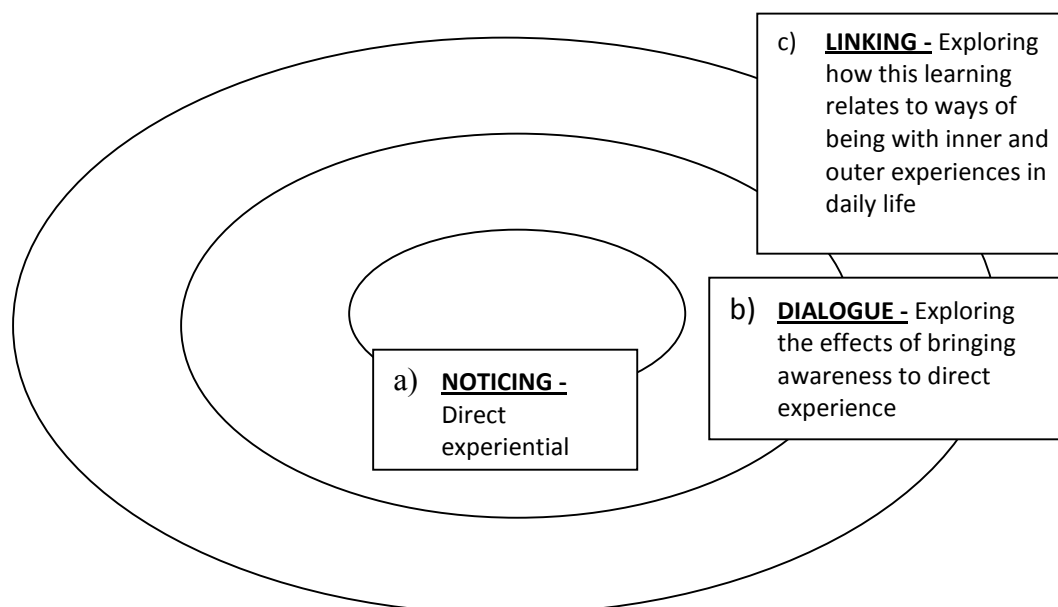 c) LINKING - Exploring
how this learning
relates to ways of
being with inner and
outer experiences in
daily life
b) DIALOGUE - Exploring
the effects of bringing
awareness to direct
experience
a) NOTICING -
Direct
experiential